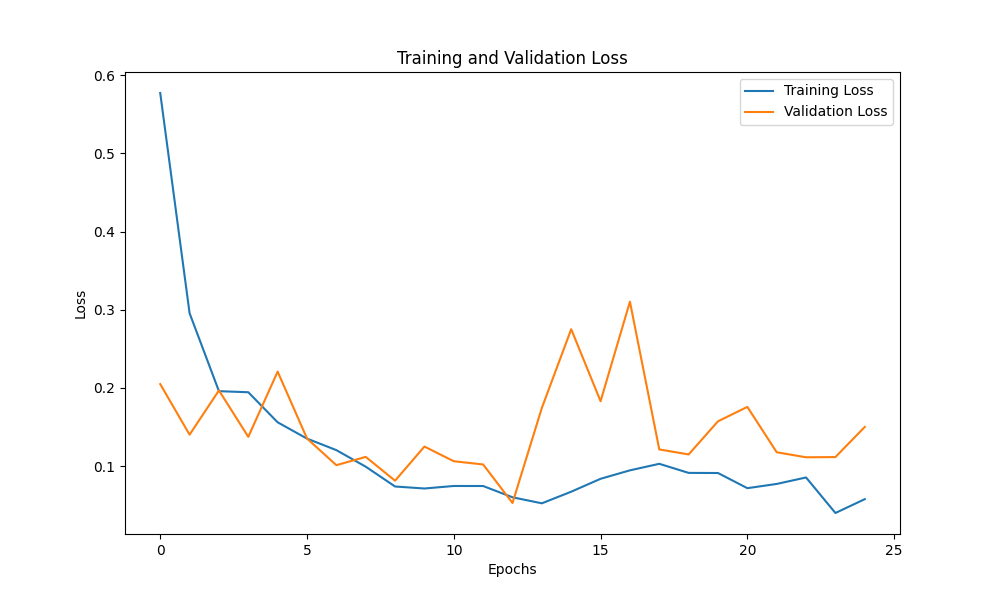 Training and Validation Loss
Training Loss
Validation Loss
Loss
0.6
0.5
0.4
0.3
0.2
0.1
0 5 10 15 20 25
Epochs